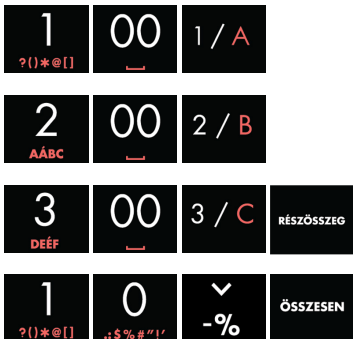 1 00 1 / A
?()*@[]
2 00 2 / B
AÁBC
3 00 3 / C RÉSZÖSSZEG
DEÉF
1 0 -% ÖSSZESEN
?()*@[] .:$%#"!'